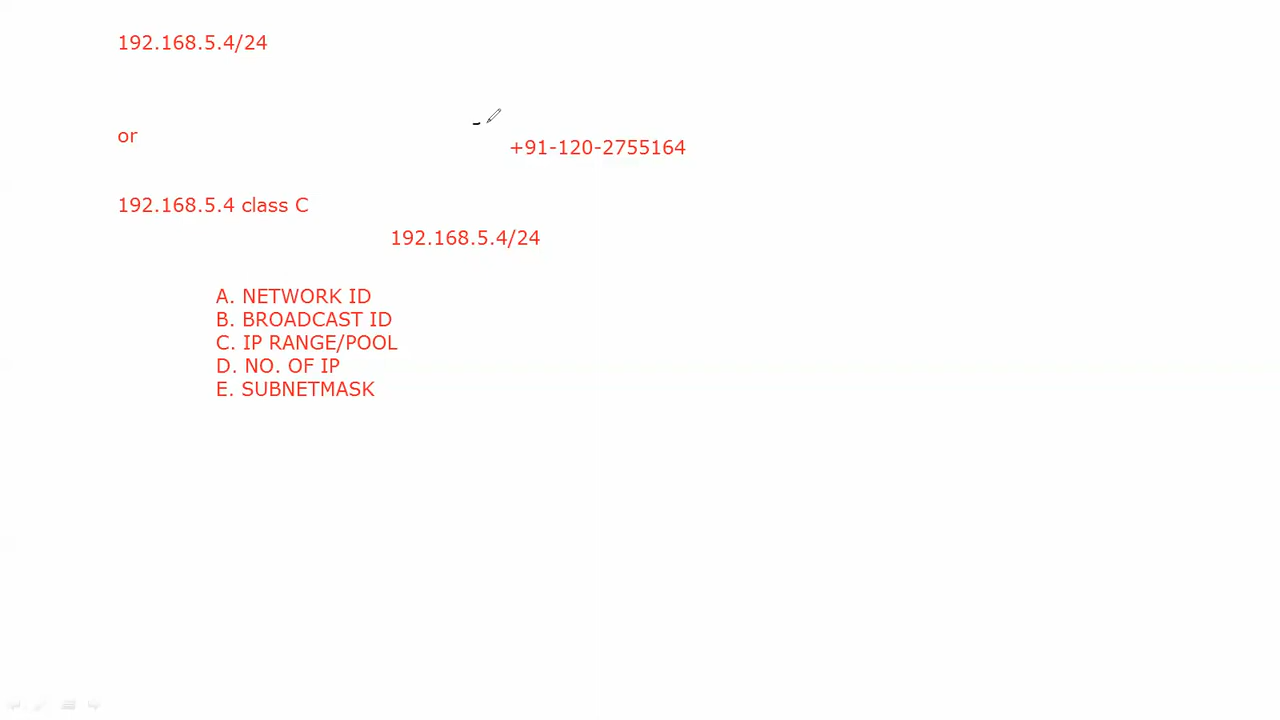 192.168.5.4/24
or
+91-120-2755164
192.168.5.4 class C
192.168.5.4/24
A. NETWORK ID
B. BROADCAST ID
C. IP RANGE/POOL
D. NO. OF IP
E. SUBNETMASK